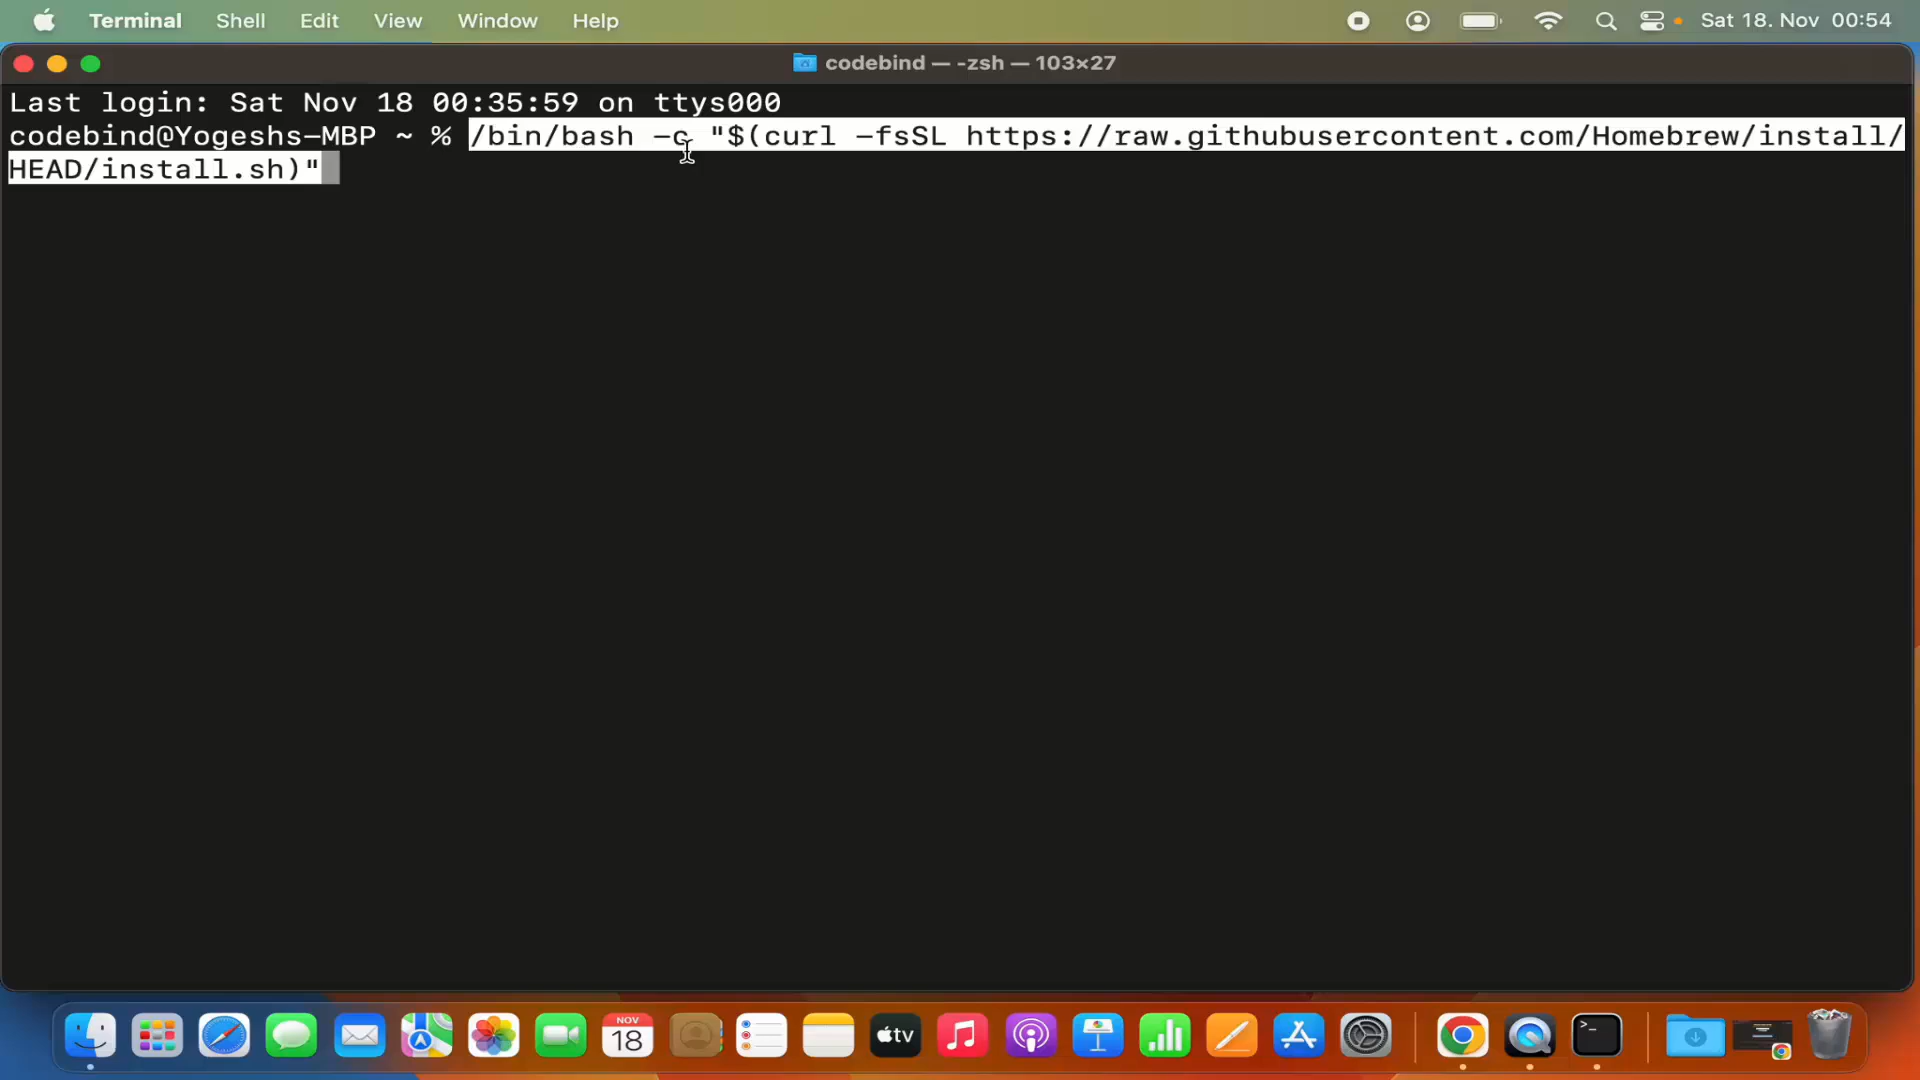 Terminal Shell Edit View Window Help Sat 18. Nov 00:54
codebind — -zsh — 103×27
Last login: Sat Nov 18 00:35:59 on ttys000
codebind@Yogeshs-MBP ~ % /bin/bash -c "$(curl -fsSL https://raw.githubusercontent.com/Homebrew/install/
HEAD/install.sh)"
NOV
18
tv
>_